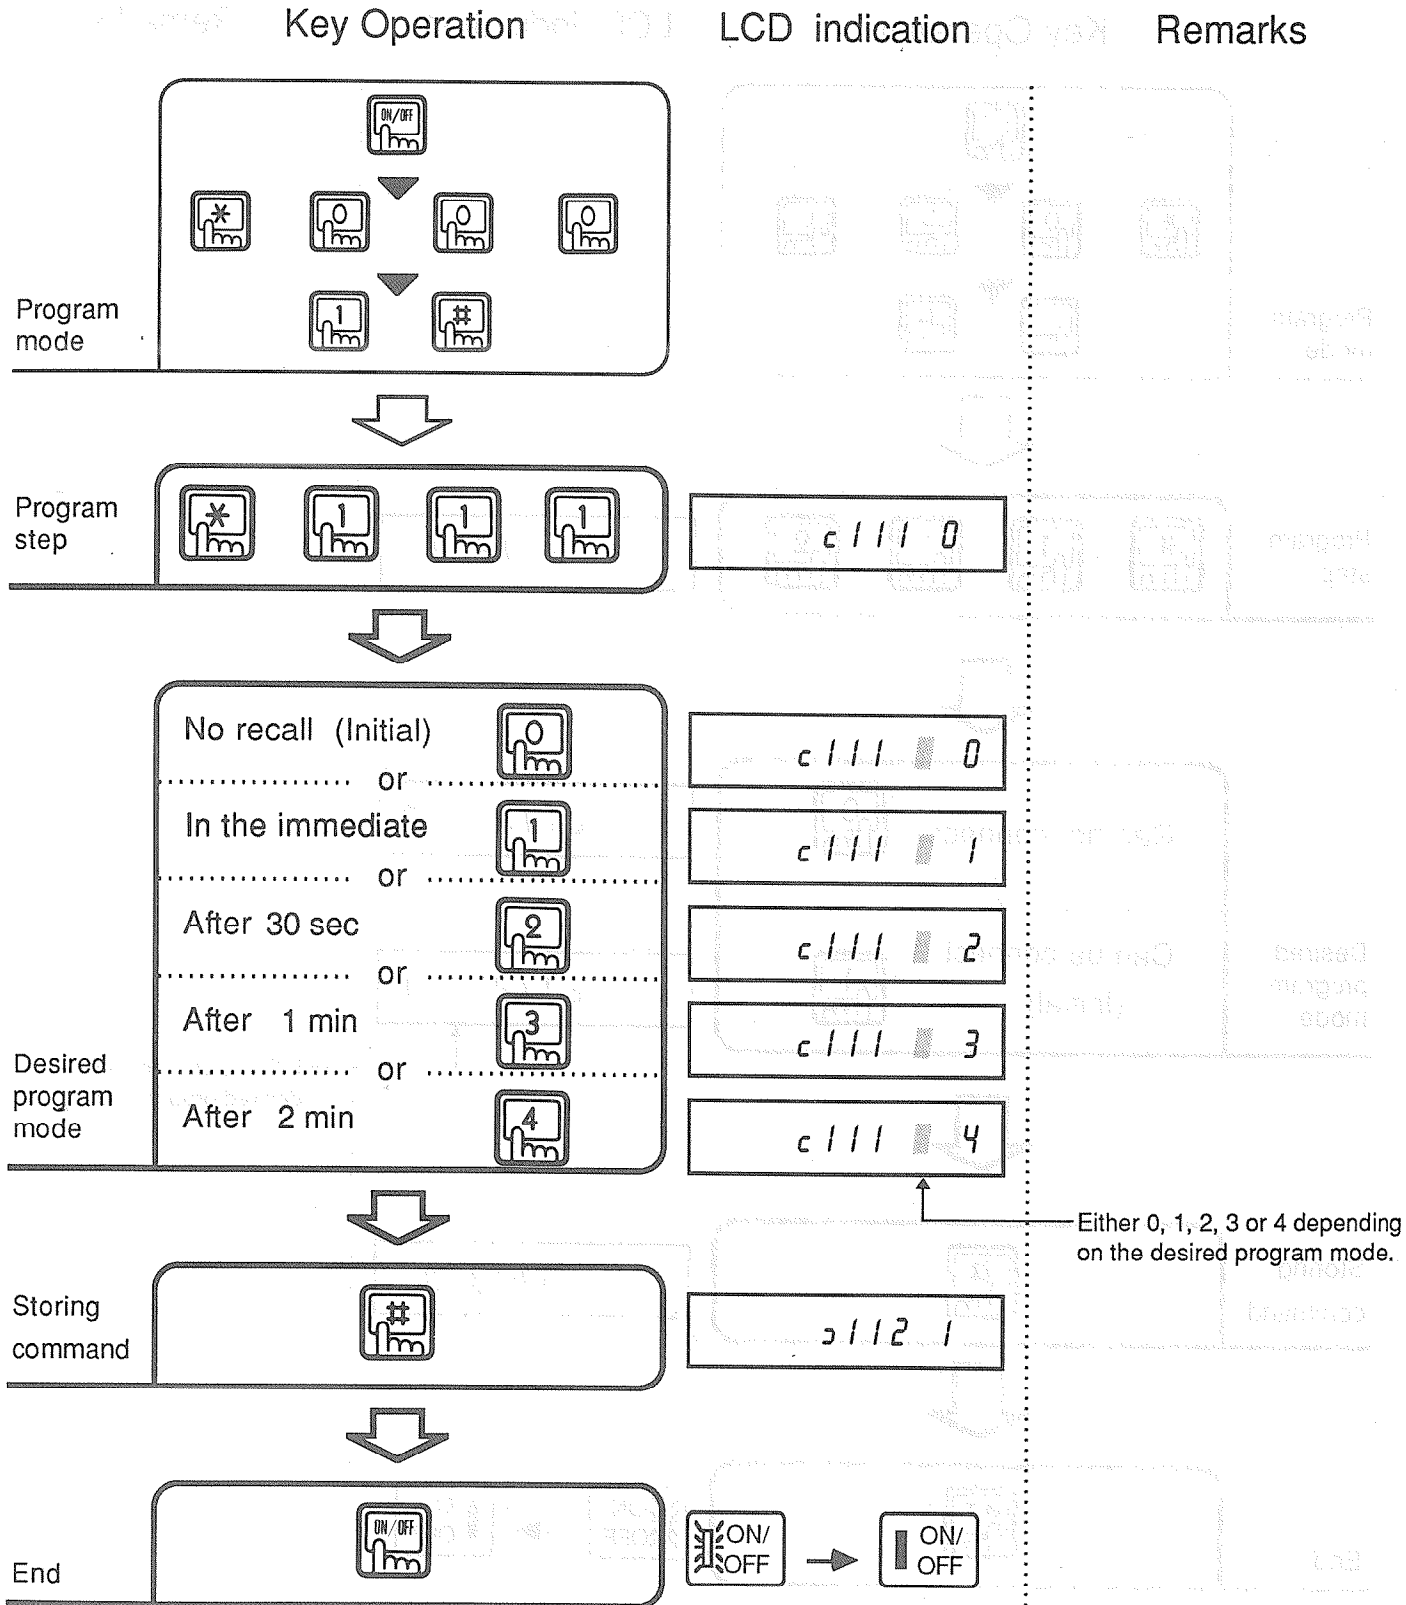 Key Operation LCD indication Remarks
ON/OFF
* 0 0 0
1 #
Program
mode
Program
step
* 1 1 1
c111 0
No recall (Initial) 0
c111 0
or
In the immediate 1
c111 1
or
After 30 sec 2
c111 2
or
After 1 min 3
c111 3
or
After 2 min 4
c111 4
Desired
program
mode
Either 0, 1, 2, 3 or 4 depending
on the desired program mode.
Storing
command
#
ɔ112 1
End
ON/OFF
ON/
OFF
ON/
OFF